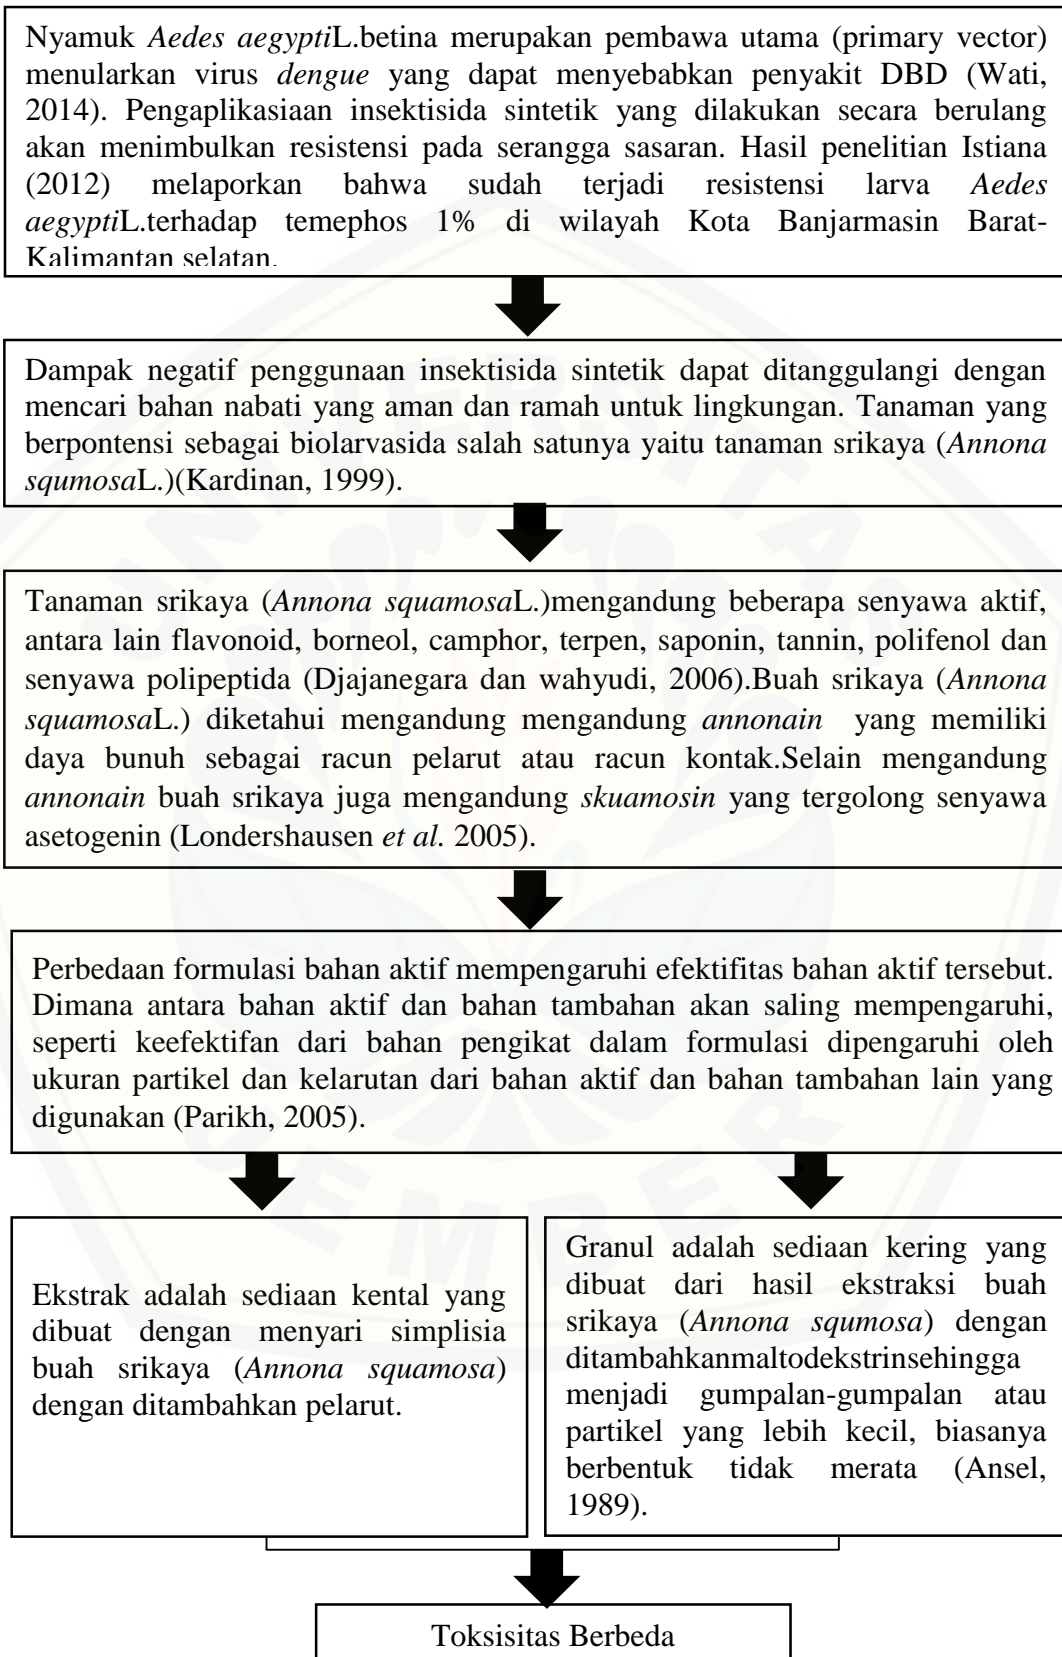 Nyamuk Aedes aegyptiL.betina merupakan pembawa utama (primary vector)
menularkan virus dengue yang dapat menyebabkan penyakit DBD (Wati,
2014). Pengaplikasiaan insektisida sintetik yang dilakukan secara berulang
akan menimbulkan resistensi pada serangga sasaran. Hasil penelitian Istiana
(2012) melaporkan bahwa sudah terjadi resistensi larva Aedes
aegyptiL.terhadap temephos 1% di wilayah Kota Banjarmasin Barat-
Kalimantan selatan.
Dampak negatif penggunaan insektisida sintetik dapat ditanggulangi dengan
mencari bahan nabati yang aman dan ramah untuk lingkungan. Tanaman yang
berpotensi sebagai biolarvasida salah satunya yaitu tanaman srikaya (Annona
squmosaL.)(Kardinan, 1999).
Tanaman srikaya (Annona squamosaL.)mengandung beberapa senyawa aktif,
antara lain flavonoid, borneol, camphor, terpen, saponin, tannin, polifenol dan
senyawa polipeptida (Djajanegara dan wahyudi, 2006).Buah srikaya (Annona
squamosaL.) diketahui mengandung mengandung annonain yang memiliki
daya bunuh sebagai racun pelarut atau racun kontak.Selain mengandung
annonain buah srikaya juga mengandung skuamosin yang tergolong senyawa
asetogenin (Londershausen et al. 2005).
Perbedaan formulasi bahan aktif mempengaruhi efektifitas bahan aktif tersebut.
Dimana antara bahan aktif dan bahan tambahan akan saling mempengaruhi,
seperti keefektifan dari bahan pengikat dalam formulasi dipengaruhi oleh
ukuran partikel dan kelarutan dari bahan aktif dan bahan tambahan lain yang
digunakan (Parikh, 2005).
Ekstrak adalah sediaan kental yang
dibuat dengan menyari simplisia
buah srikaya (Annona squamosa)
dengan ditambahkan pelarut.
Granul adalah sediaan kering yang
dibuat dari hasil ekstraksi buah
srikaya (Annona squmosa) dengan
ditambahkanmaltodekstrinsehingga
menjadi gumpalan-gumpalan atau
partikel yang lebih kecil, biasanya
berbentuk tidak merata (Ansel,
1989).
Toksisitas Berbeda
UNIVERSITAS
JEMBER